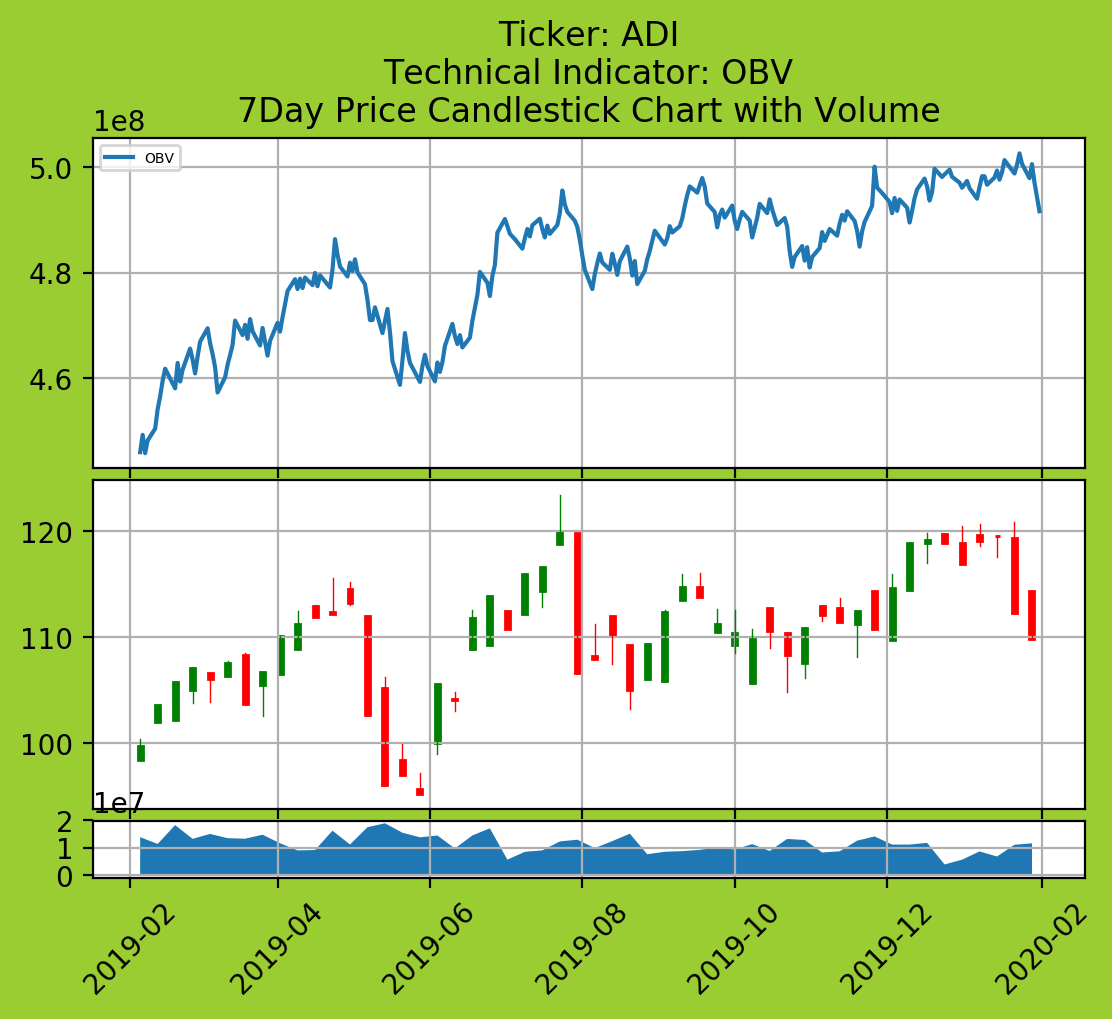 Ticker: ADI
Technical Indicator: OBV
7Day Price Candlestick Chart with Volume
1e8
OBV
5.0
4.8
4.6
120
110
100
1e7
2
1
0
2019-02
2019-04
2019-06
2019-08
2019-10
2019-12
2020-02